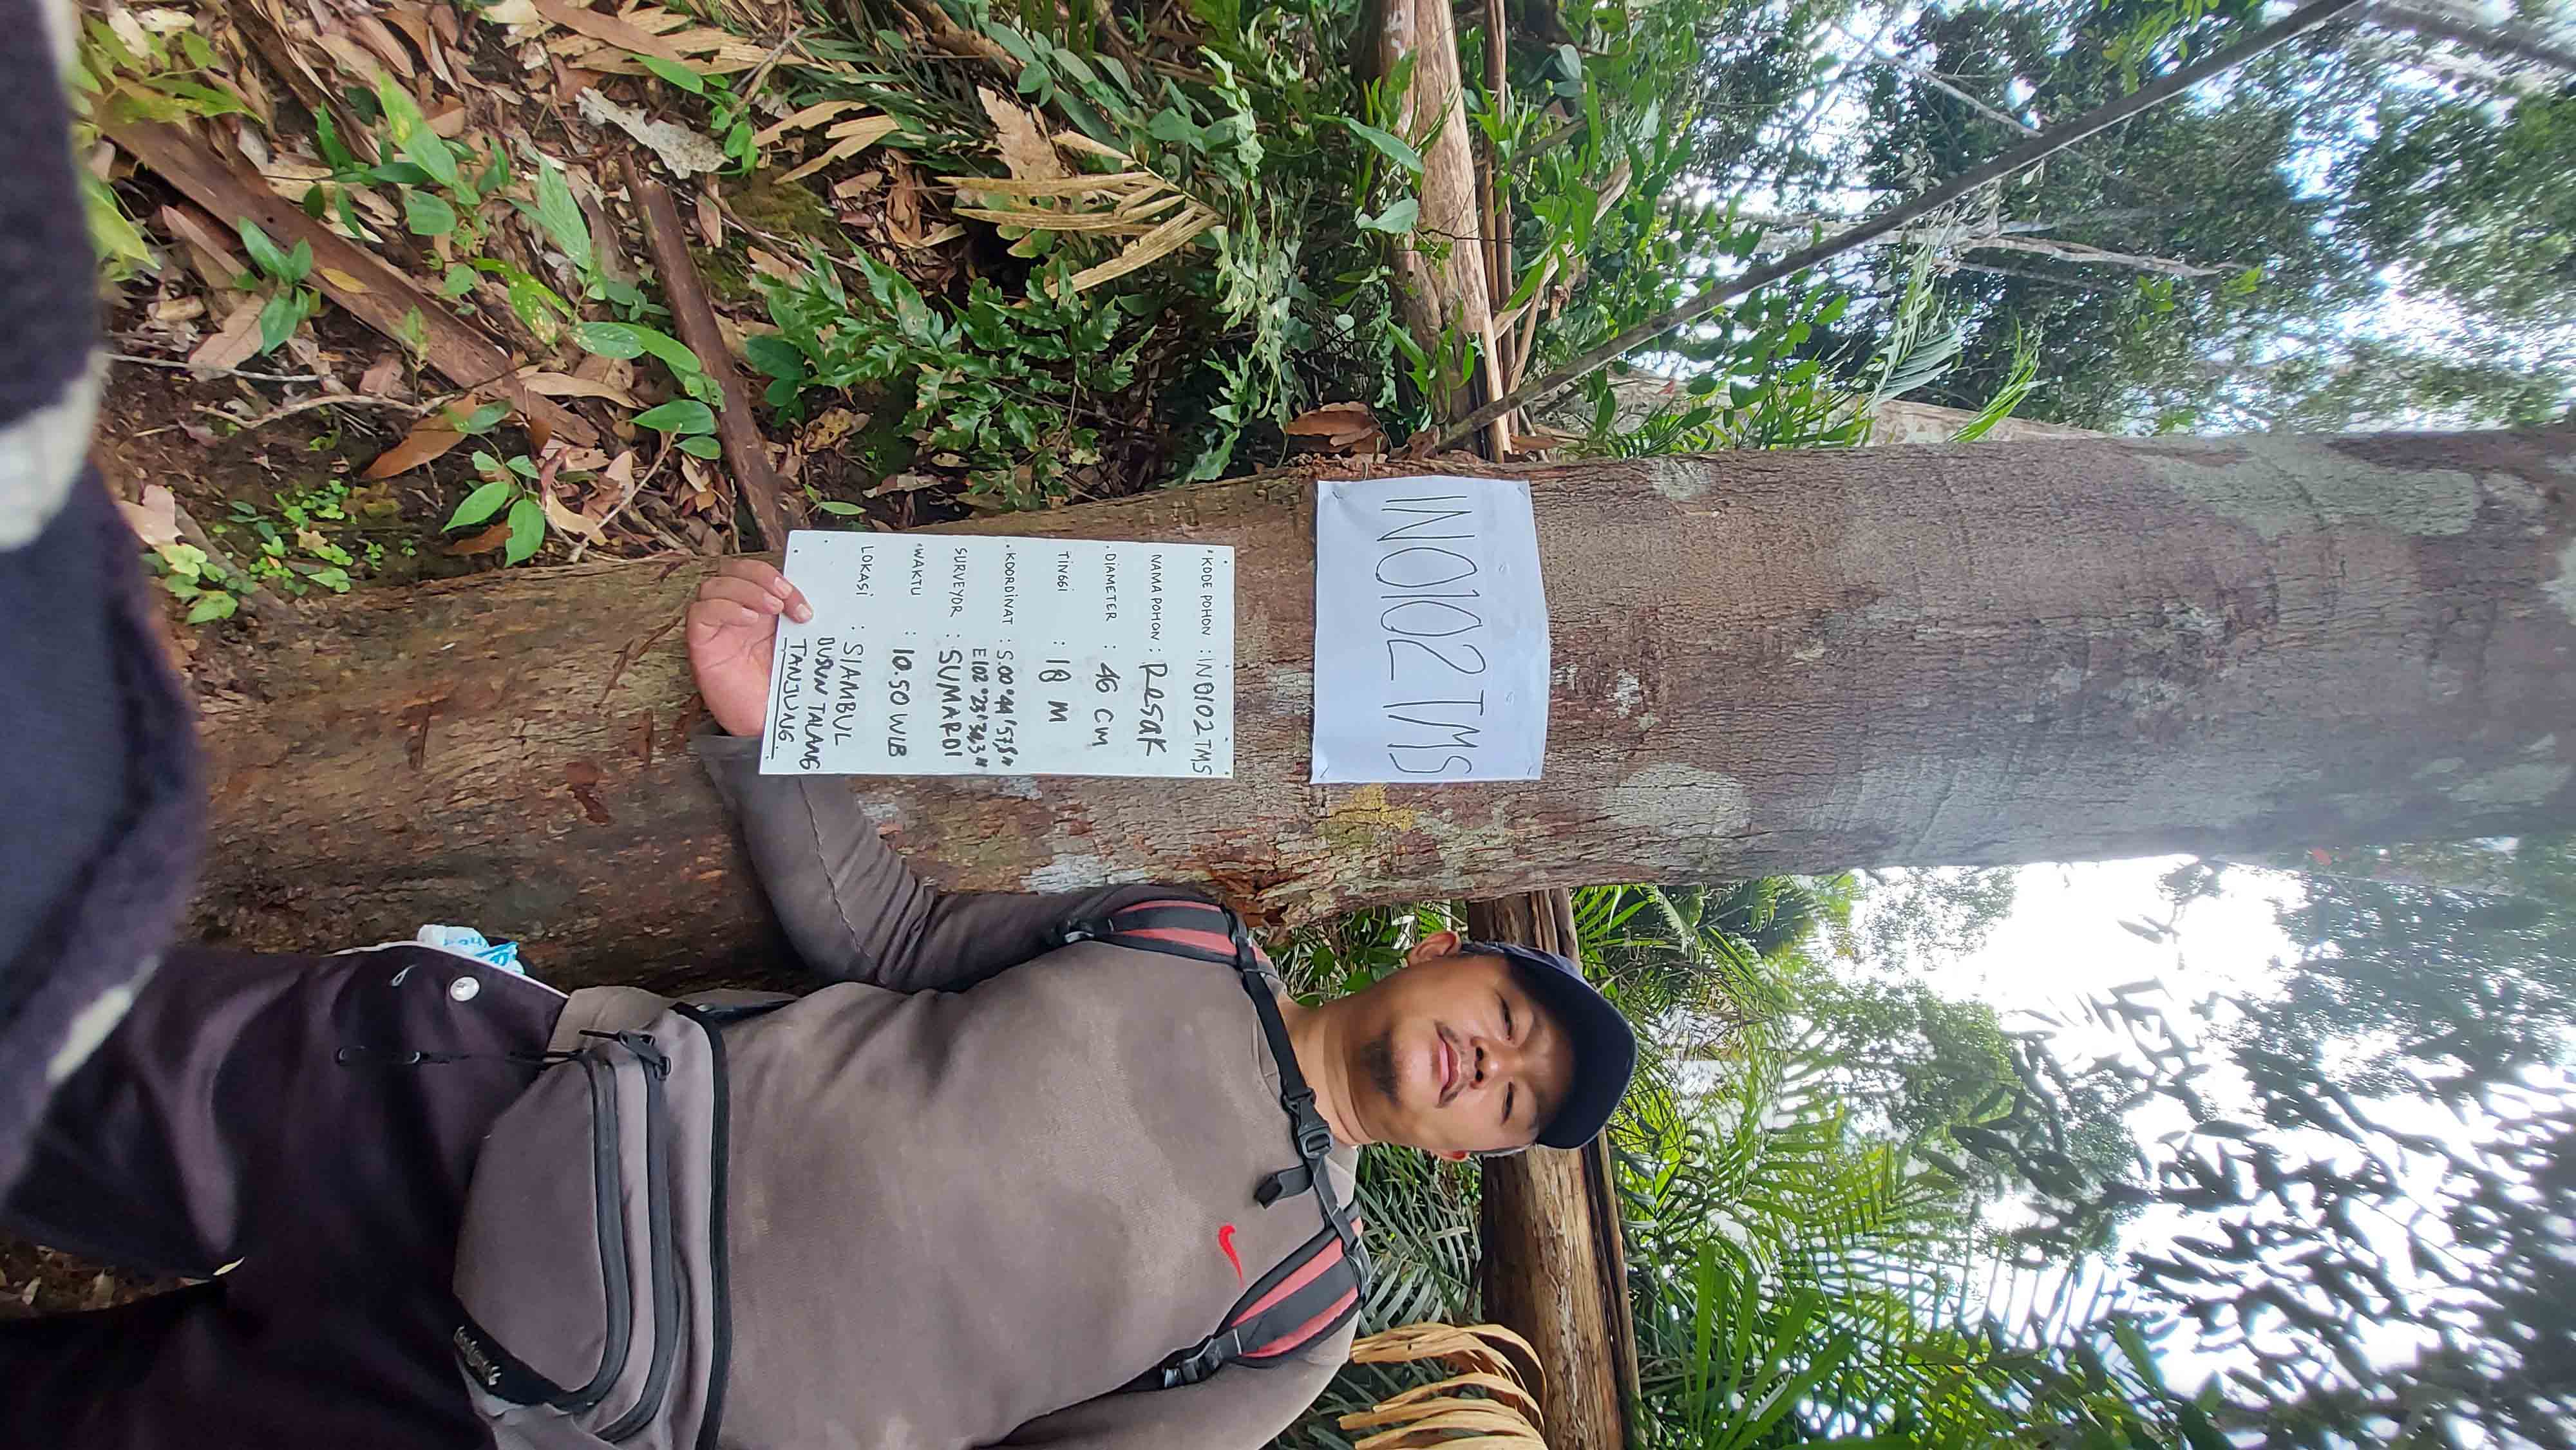 IN0102 TMS
KODE POHON : IN0102 TMS
NAMA POHON : Resak
DIAMETER : 46 CM
TINGGI : 18 M
KOORDINAT : S.00°44'57,8"
E102°23'34,3"
SURVEYOR : SUMARDI
WAKTU : 10.50 WIB
LOKASI : SIAMBUL
DUSUN TALANG
TANJUNG.